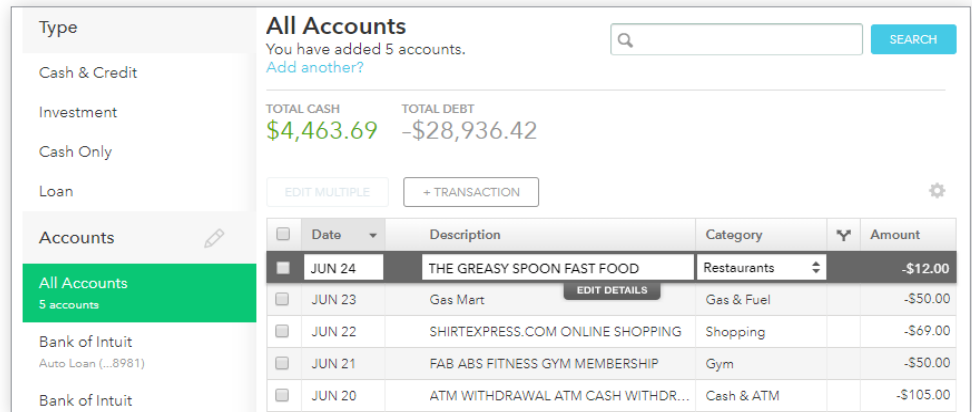 Type
Cash & Credit
Investment
Cash Only
Loan
Accounts
All Accounts
5 accounts
Bank of Intuit
Auto Loan (...8981)
Bank of Intuit
All Accounts
You have added 5 accounts.
Add another?
SEARCH
TOTAL CASH TOTAL DEBT
$4,463.69 -$28,936.42
EDIT MULTIPLE + TRANSACTION
Date Description Category Amount
JUN 24 THE GREASY SPOON FAST FOOD Restaurants -$12.00
EDIT DETAILS
JUN 23 Gas Mart Gas & Fuel -$50.00
JUN 22 SHIRTEXPRESS.COM ONLINE SHOPPING Shopping -$69.00
JUN 21 FAB ABS FITNESS GYM MEMBERSHIP Gym -$50.00
JUN 20 ATM WITHDRAWAL ATM CASH WITHDR... Cash & ATM -$105.00